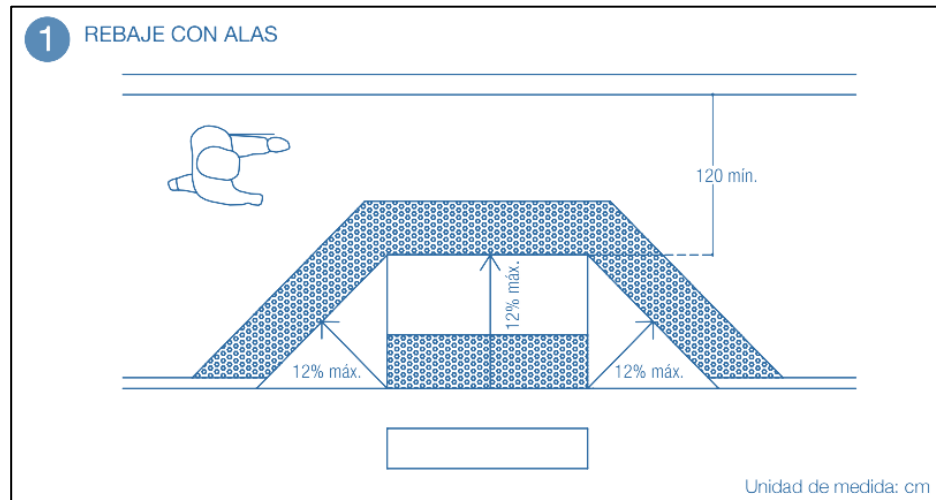 1 REBAJE CON ALAS
120 mín.
12% máx.
12% máx.
12% máx.
Unidad de medida: cm